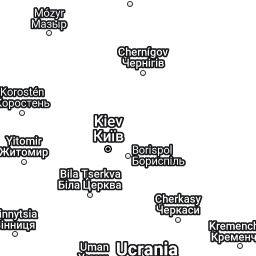 Mózyr
Мазыр
Chernígov
Чернігів
Korostén
Коростень
Kiev
Київ
Yitomir
Житомир
Borispol
Бориспіль
Bila Tserkva
Біла Церква
Cherkasy
Черкаси
innytsia
інниця
Kremench
Кременч
Uman
Ucrania